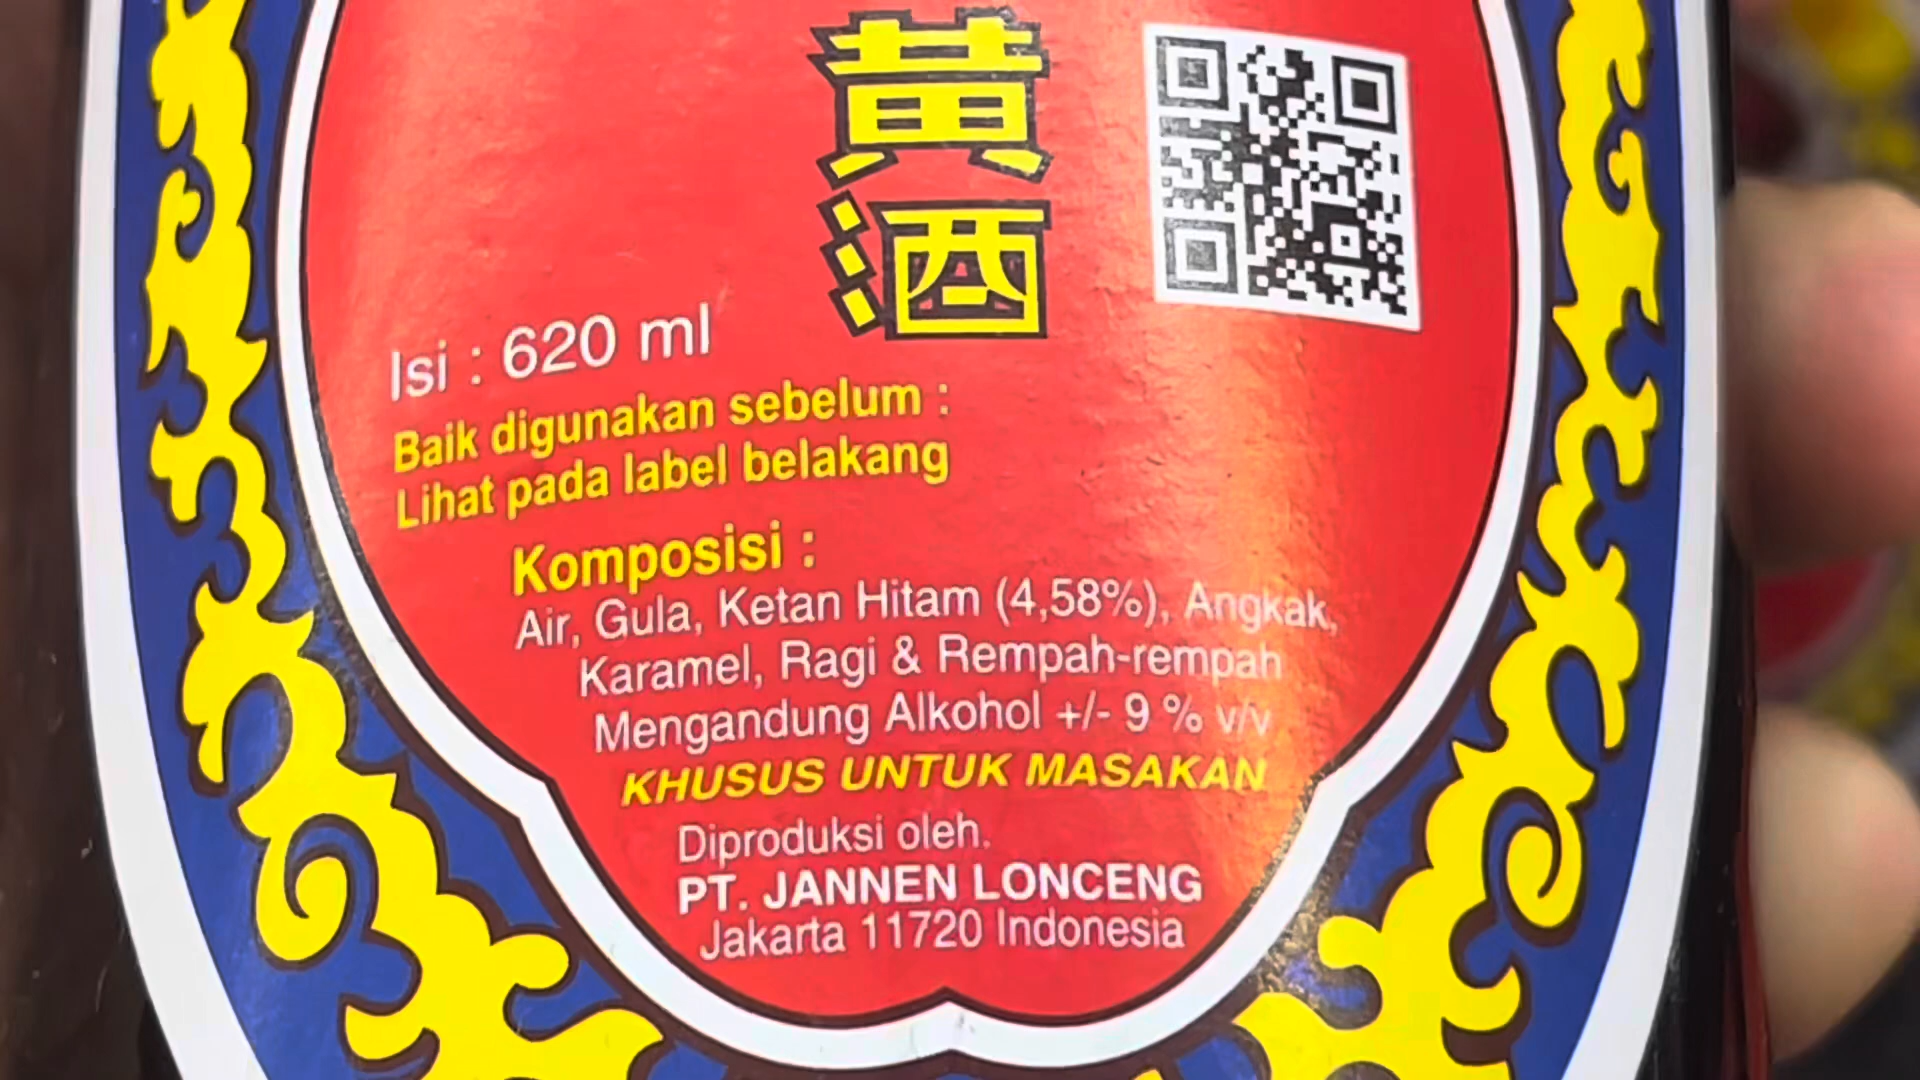 黄
酒
Isi : 620 ml
Baik digunakan sebelum :
Lihat pada label belakang
Komposisi :
Air, Gula, Ketan Hitam (4,58%), Angkak,
Karamel, Ragi & Rempah-rempah
Mengandung Alkohol +/- 9 % v/v
KHUSUS UNTUK MASAKAN
Diproduksi oleh.
PT. JANNEN LONCENG
Jakarta 11720 Indonesia